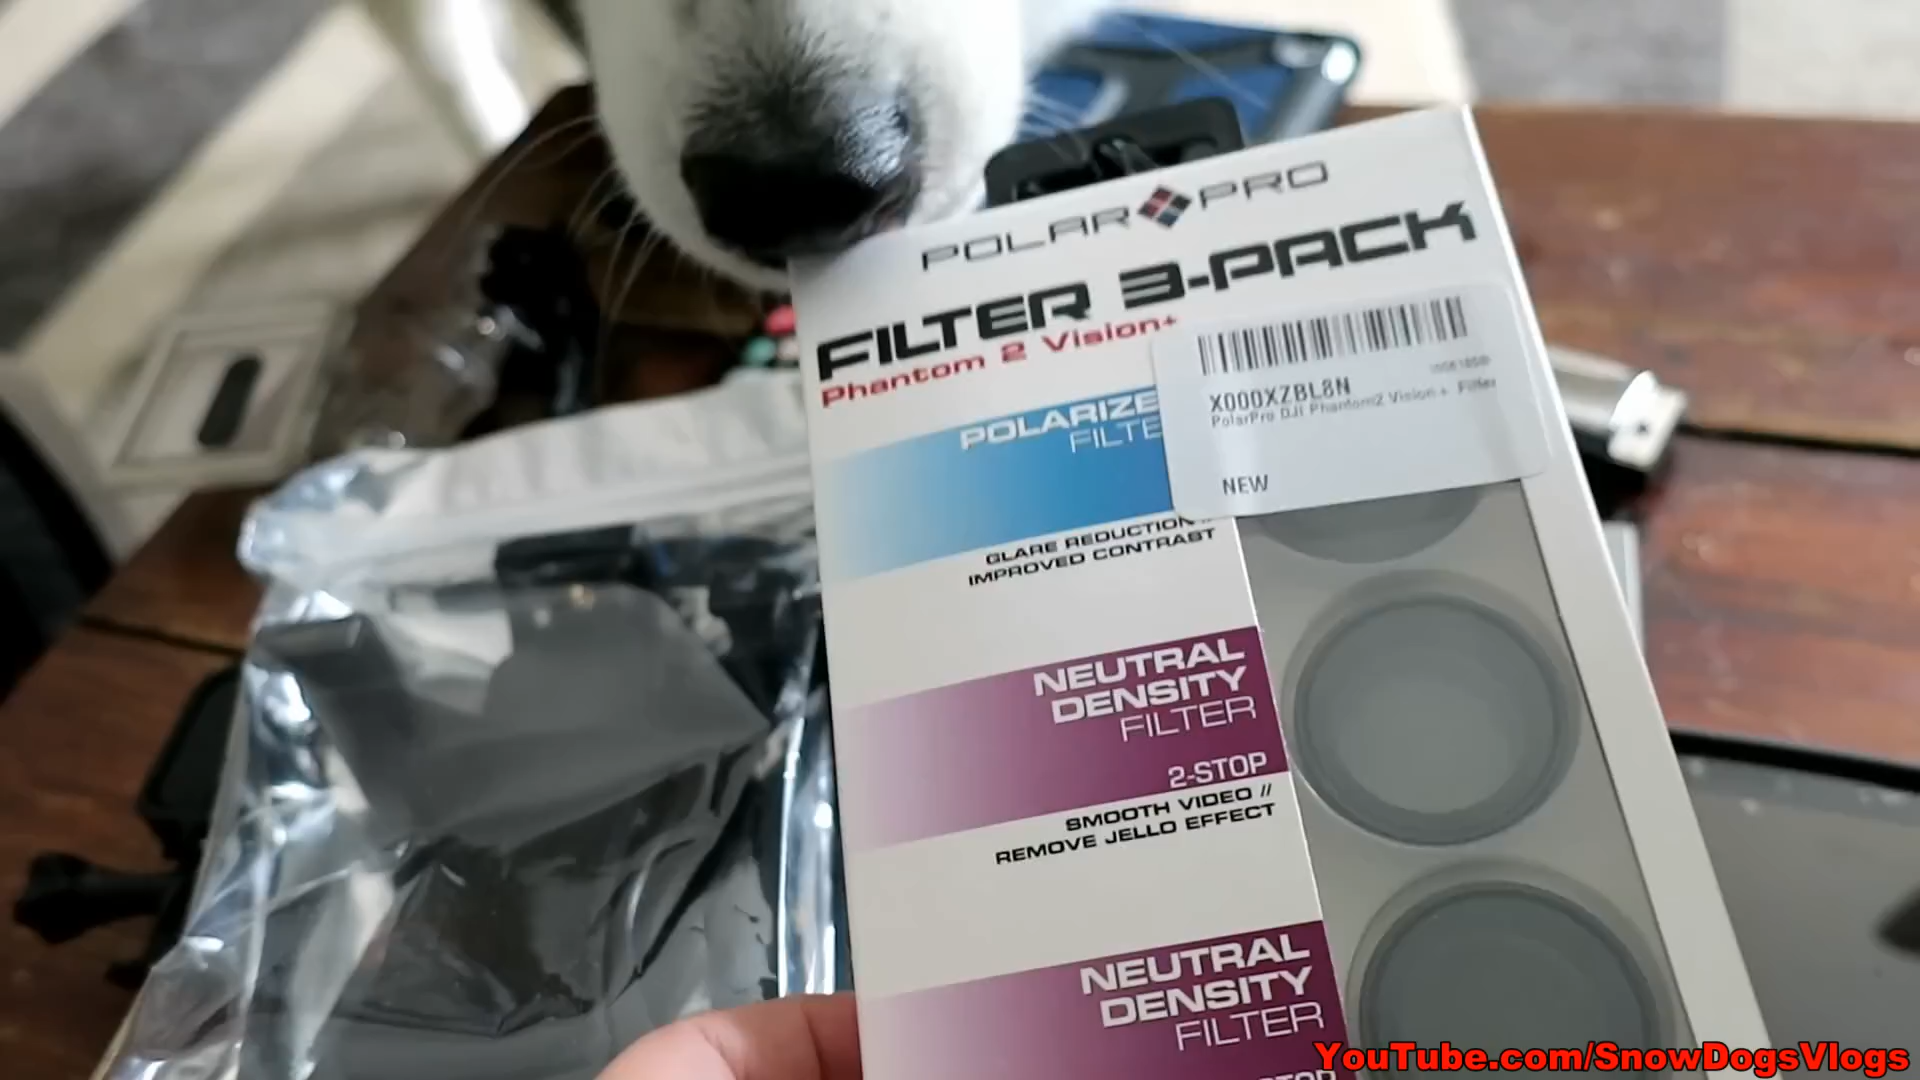 POLAR PRO
FILTER 3-PACK
Phantom 2 Vision+
X000XZBL8N
PolarPro DJI Phantom2 Vision+ Filter
NEW
POLARIZE
FILTE
GLARE REDUCTION //
IMPROVED CONTRAST
NEUTRAL
DENSITY
FILTER
2-STOP
SMOOTH VIDEO //
REMOVE JELLO EFFECT
NEUTRAL
DENSITY
FILTER
YouTube.com/SnowDogsVlogs